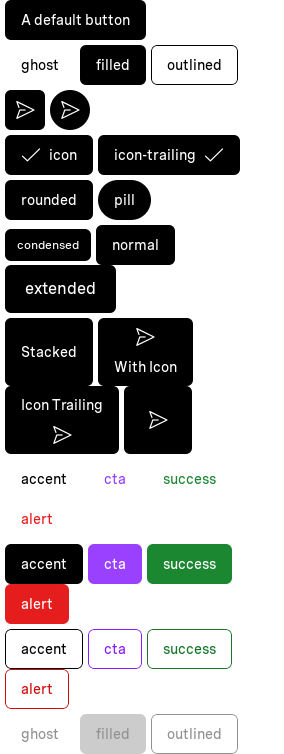 A default button
ghost filled outlined
icon icon-trailing
rounded pill
condensed normal
extended
Stacked
With Icon
Icon Trailing
accent cta success
alert
accent cta success
alert
accent cta success
alert
ghost filled outlined